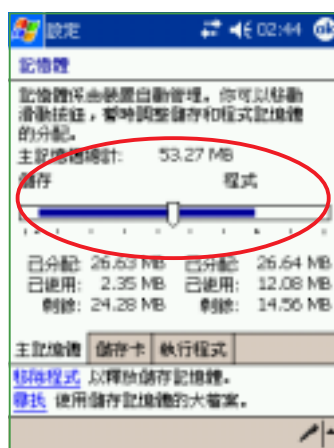 設定 02:44 ok
記憶體
記憶體係由裝置自動管理。你可以移動
滑動按鈕，暫時調整儲存和程式記憶體
的分配。
主記憶體總計: 53.27 MB
儲存 程式
已分配: 26.63 MB 已分配: 26.64 MB
已使用: 2.35 MB 已使用: 12.08 MB
剩餘: 24.28 MB 剩餘: 14.56 MB
主記憶體 儲存卡 執行程式
移除程式 以釋放儲存記憶體。
尋找 使用儲存記憶體的大檔案。